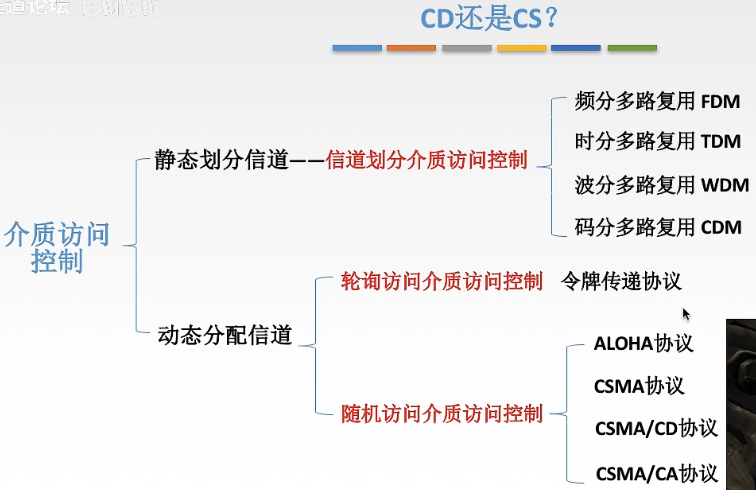 道论坛
CD还是CS？
介质访问
控制
静态划分信道——信道划分介质访问控制
频分多路复用 FDM
时分多路复用 TDM
波分多路复用 WDM
码分多路复用 CDM
动态分配信道
轮询访问介质访问控制 令牌传递协议
随机访问介质访问控制
ALOHA协议
CSMA协议
CSMA/CD协议
CSMA/CA协议